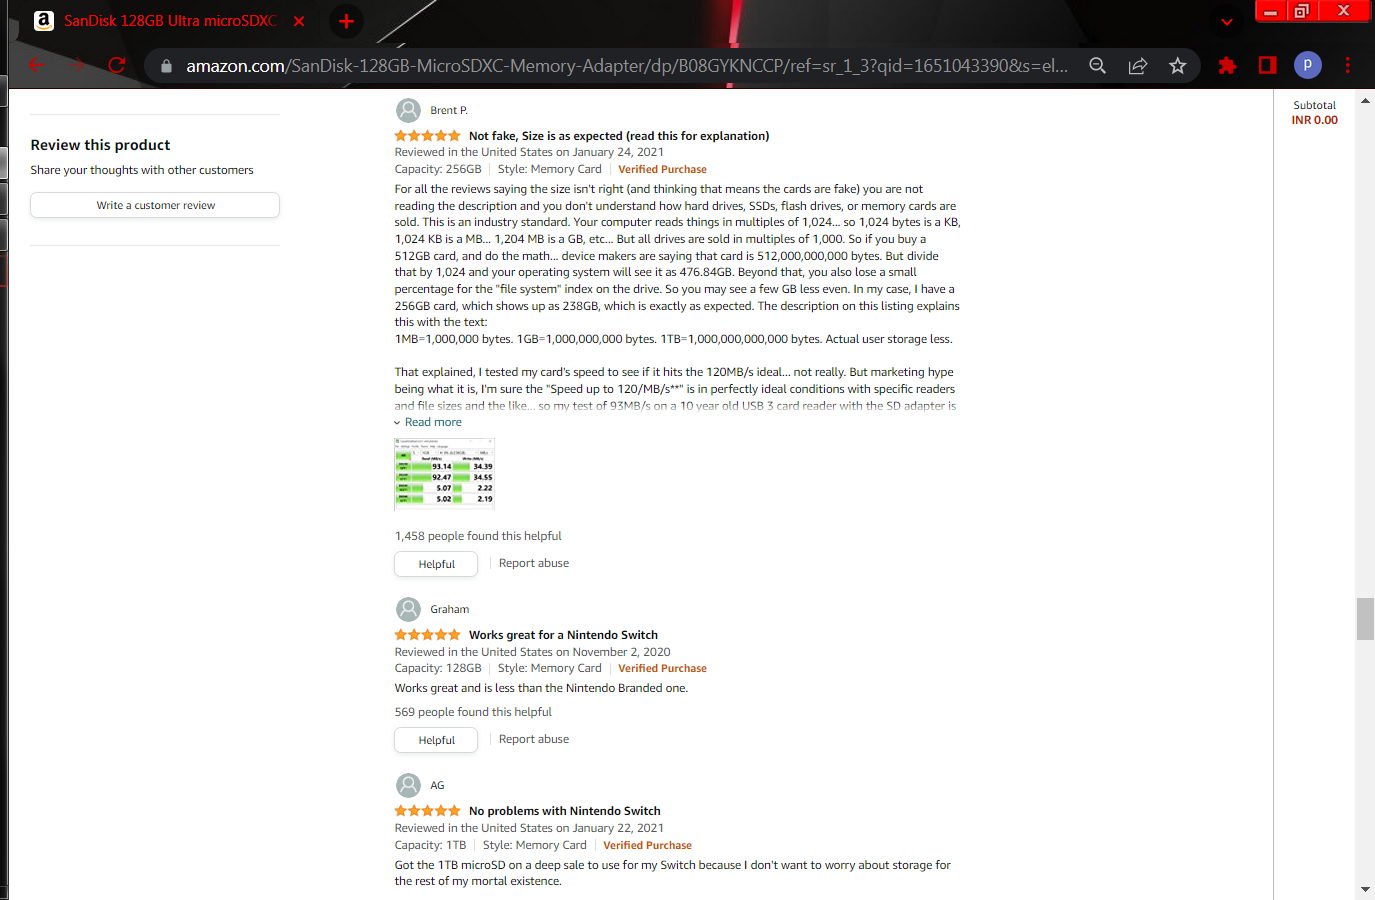 SanDisk 128GB Ultra microSDXC
amazon.com/SanDisk-128GB-MicroSDXC-Memory-Adapter/dp/B08GYKNCCP/ref=sr_1_3?qid=1651043390&s=el...
p
Subtotal
INR 0.00
Review this product
Share your thoughts with other customers
Write a customer review
Brent P.
Not fake, Size is as expected (read this for explanation)
Reviewed in the United States on January 24, 2021
Capacity: 256GB Style: Memory Card Verified Purchase
For all the reviews saying the size isn't right (and thinking that means the cards are fake) you are not
reading the description and you don't understand how hard drives, SSDs, flash drives, or memory cards are
sold. This is an industry standard. Your computer reads things in multiples of 1,024... so 1,024 bytes is a KB,
1,024 KB is a MB... 1,204 MB is a GB, etc... But all drives are sold in multiples of 1,000. So if you buy a
512GB card, and do the math... device makers are saying that card is 512,000,000,000 bytes. But divide
that by 1,024 and your operating system will see it as 476.84GB. Beyond that, you also lose a small
percentage for the "file system" index on the drive. So you may see a few GB less even. In my case, I have a
256GB card, which shows up as 238GB, which is exactly as expected. The description on this listing explains
this with the text:
1MB=1,000,000 bytes. 1GB=1,000,000,000 bytes. 1TB=1,000,000,000,000 bytes. Actual user storage less.
That explained, I tested my card's speed to see if it hits the 120MB/s ideal... not really. But marketing hype
being what it is, I'm sure the "Speed up to 120/MB/s**" is in perfectly ideal conditions with specific readers
and file sizes and the like... so my test of 93MB/s on a 10 year old USB 3 card reader with the SD adapter is
Read more
93.14 34.39
92.47 34.55
5.07 2.22
5.02 2.19
1,458 people found this helpful
Helpful Report abuse
Graham
Works great for a Nintendo Switch
Reviewed in the United States on November 2, 2020
Capacity: 128GB Style: Memory Card Verified Purchase
Works great and is less than the Nintendo Branded one.
569 people found this helpful
Helpful Report abuse
AG
No problems with Nintendo Switch
Reviewed in the United States on January 22, 2021
Capacity: 1TB Style: Memory Card Verified Purchase
Got the 1TB microSD on a deep sale to use for my Switch because I don't want to worry about storage for
the rest of my mortal existence.